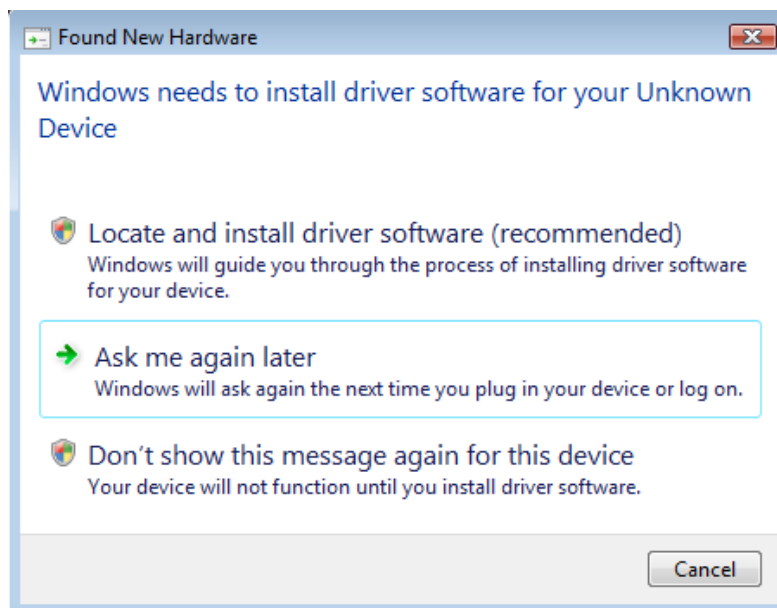 Found New Hardware
Windows needs to install driver software for your Unknown
Device
Locate and install driver software (recommended)
Windows will guide you through the process of installing driver software
for your device.
Ask me again later
Windows will ask again the next time you plug in your device or log on.
Don't show this message again for this device
Your device will not function until you install driver software.
Cancel